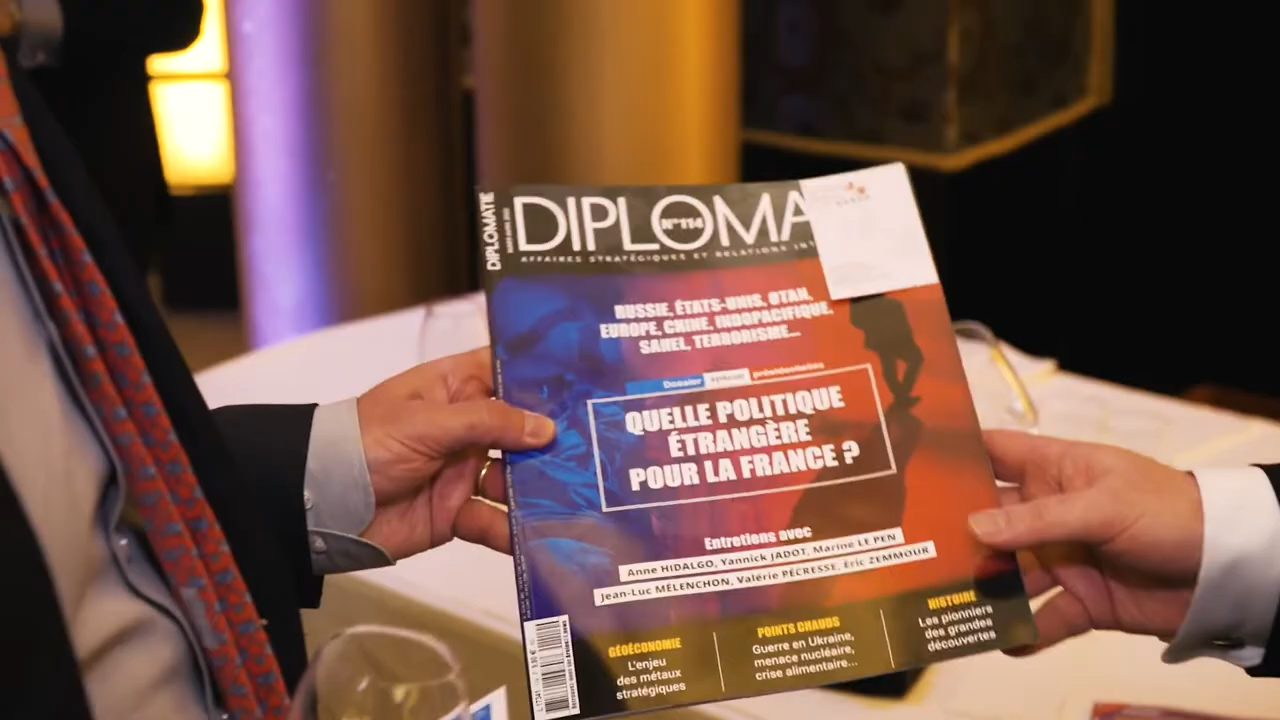 DIPLOMATIE
DIPLOMA
N°114
AFFAIRES STRATÉGIQUES ET RELATIONS INT
RUSSIE, ÉTATS-UNIS, OTAN,
EUROPE, CHINE, INDOPACIFIQUE,
SAHEL, TERRORISME...
Dossier spécial présidentielles
QUELLE POLITIQUE
ÉTRANGÈRE
POUR LA FRANCE ?
Entretiens avec
Anne HIDALGO, Yannick JADOT, Marine LE PEN
Jean-Luc MÉLENCHON, Valérie PÉCRESSE, Éric ZEMMOUR
GÉOÉCONOMIE
L'enjeu
des métaux
stratégiques
POINTS CHAUDS
Guerre en Ukraine,
menace nucléaire,
crise alimentaire...
HISTOIRE
Les pionniers
des grandes
découvertes